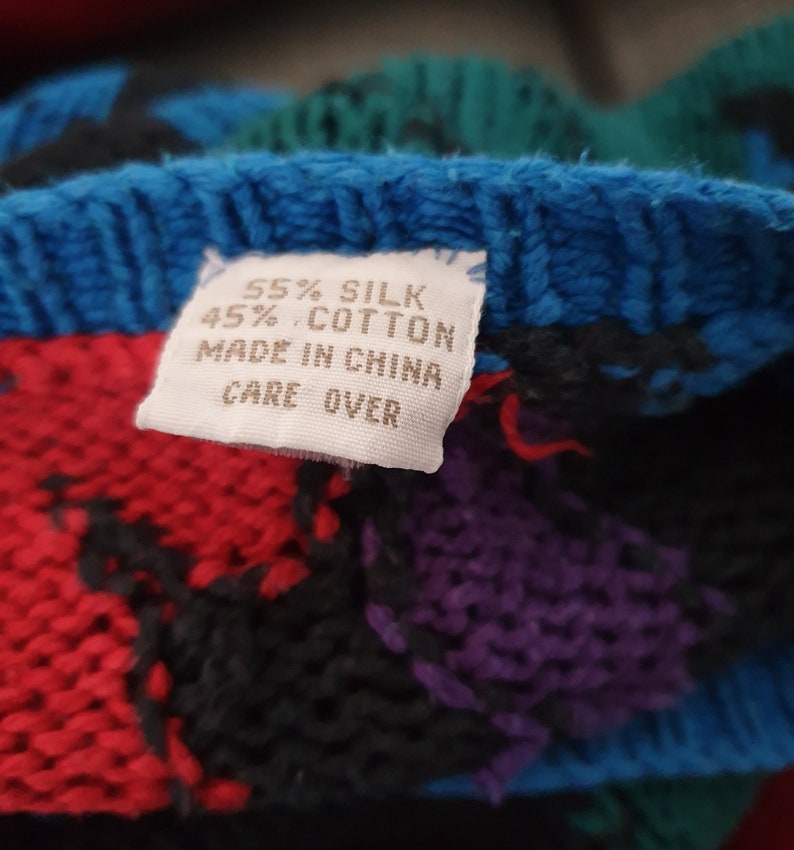 55% SILK
45% COTTON
MADE IN CHINA
CARE OVER